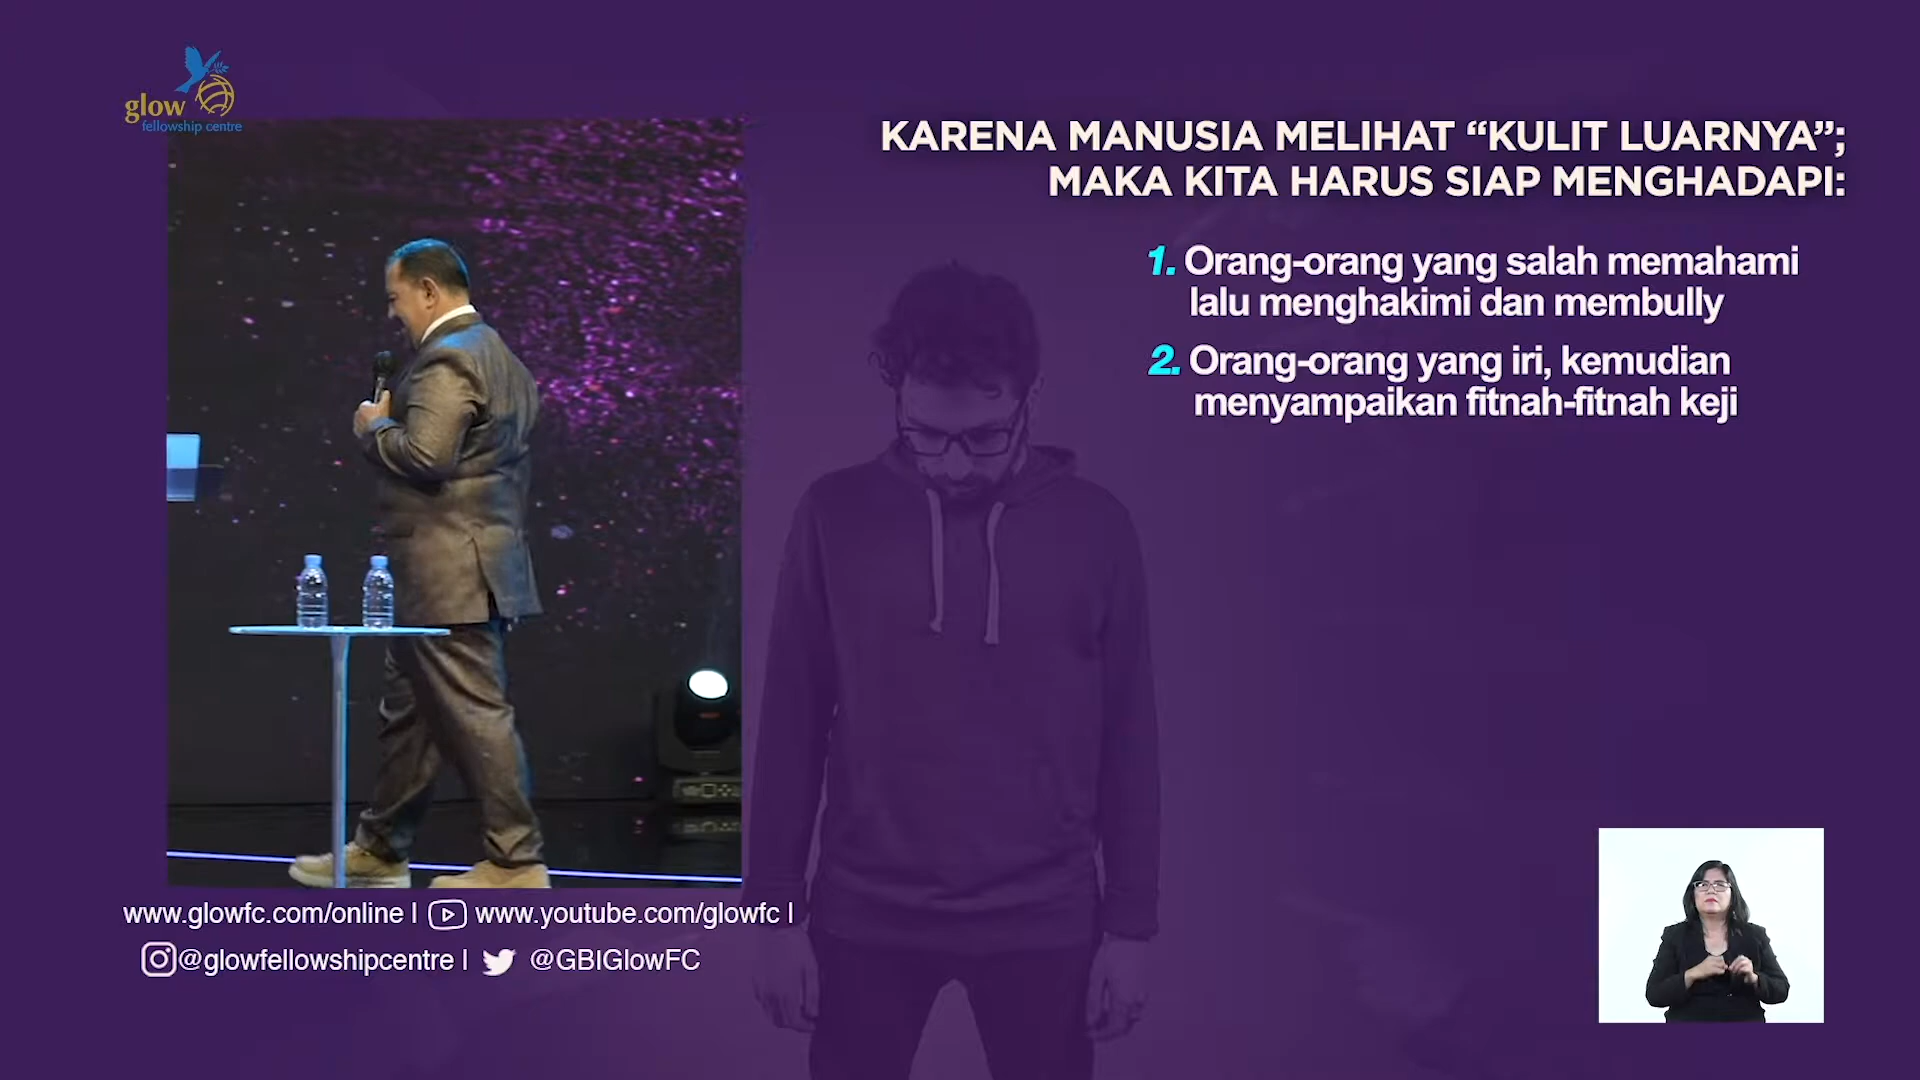 glow
fellowship centre
KARENA MANUSIA MELIHAT “KULIT LUARNYA”;
MAKA KITA HARUS SIAP MENGHADAPI:
1. Orang-orang yang salah memahami
lalu menghakimi dan membully
2. Orang-orang yang iri, kemudian
menyampaikan fitnah-fitnah keji
www.glowfc.com/online | www.youtube.com/glowfc |
@glowfellowshipcentre | @GBIGlowFC